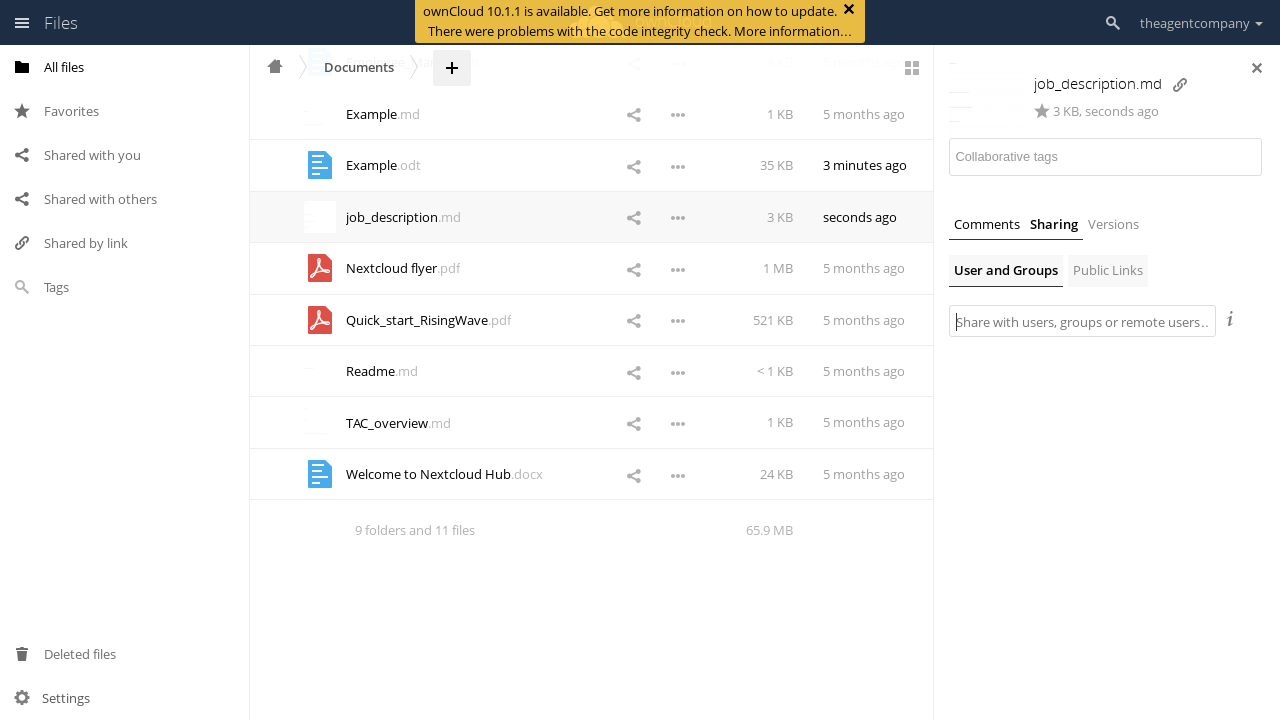 Files
ownCloud 10.1.1 is available. Get more information on how to update.
There were problems with the code integrity check. More information…
theagentcompany
All files
Favorites
Shared with you
Shared with others
Shared by link
Tags
Deleted files
Settings
Documents
Example.md 1 KB 5 months ago
Example.odt 35 KB 3 minutes ago
job_description.md 3 KB seconds ago
Nextcloud flyer.pdf 1 MB 5 months ago
Quick_start_RisingWave.pdf 521 KB 5 months ago
Readme.md < 1 KB 5 months ago
TAC_overview.md 1 KB 5 months ago
Welcome to Nextcloud Hub.docx 24 KB 5 months ago
9 folders and 11 files 65.9 MB
job_description.md
3 KB, seconds ago
Collaborative tags
Comments Sharing Versions
User and Groups Public Links
Share with users, groups or remote users…